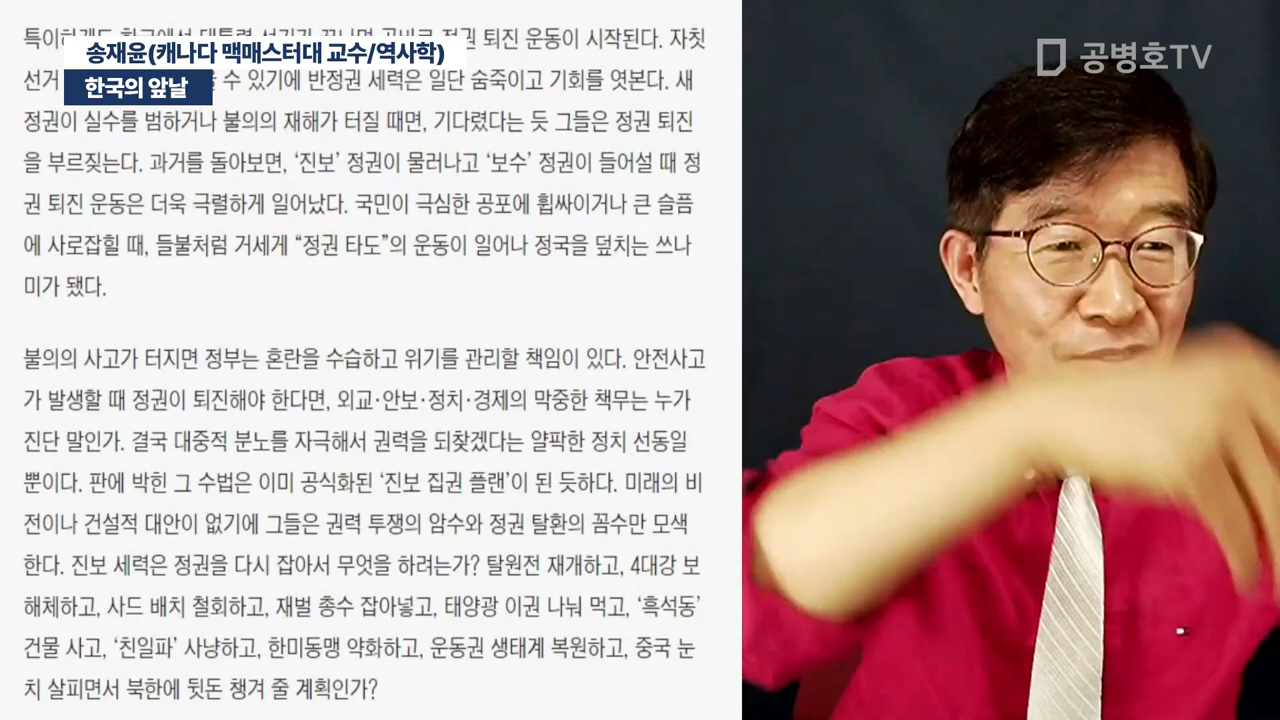 특이하게도 한국에서 대통령 선거가 끝나면 곧바로 정권 퇴진 운동이 시작된다. 자칫
송재윤(캐나다 맥매스터대 교수/역사학)
공병호TV
선거 수 있기에 반정권 세력은 일단 숨죽이고 기회를 엿본다. 새
한국의 앞날
정권이 실수를 범하거나 불의의 재해가 터질 때면, 기다렸다는 듯 그들은 정권 퇴진
을 부르짖는다. 과거를 돌아보면, ‘진보’ 정권이 물러나고 ‘보수’ 정권이 들어설 때 정
권 퇴진 운동은 더욱 극렬하게 일어났다. 국민이 극심한 공포에 휩싸이거나 큰 슬픔
에 사로잡힐 때, 들불처럼 거세게 “정권 타도”의 운동이 일어나 정국을 덮치는 쓰나
미가 됐다.
불의의 사고가 터지면 정부는 혼란을 수습하고 위기를 관리할 책임이 있다. 안전사고
가 발생할 때 정권이 퇴진해야 한다면, 외교·안보·정치·경제의 막중한 책무는 누가
진단 말인가. 결국 대중적 분노를 자극해서 권력을 되찾겠다는 얄팍한 정치 선동일
뿐이다. 판에 박힌 그 수법은 이미 공식화된 ‘진보 집권 플랜’이 된 듯하다. 미래의 비
전이나 건설적 대안이 없기에 그들은 권력 투쟁의 암수와 정권 탈환의 꼼수만 모색
한다. 진보 세력은 정권을 다시 잡아서 무엇을 하려는가? 탈원전 재개하고, 4대강 보
해체하고, 사드 배치 철회하고, 재벌 총수 잡아넣고, 태양광 이권 나눠 먹고, ‘흑석동’
건물 사고, ‘친일파’ 사냥하고, 한미동맹 약화하고, 운동권 생태계 복원하고, 중국 눈
치 살피면서 북한에 뒷돈 챙겨 줄 계획인가?